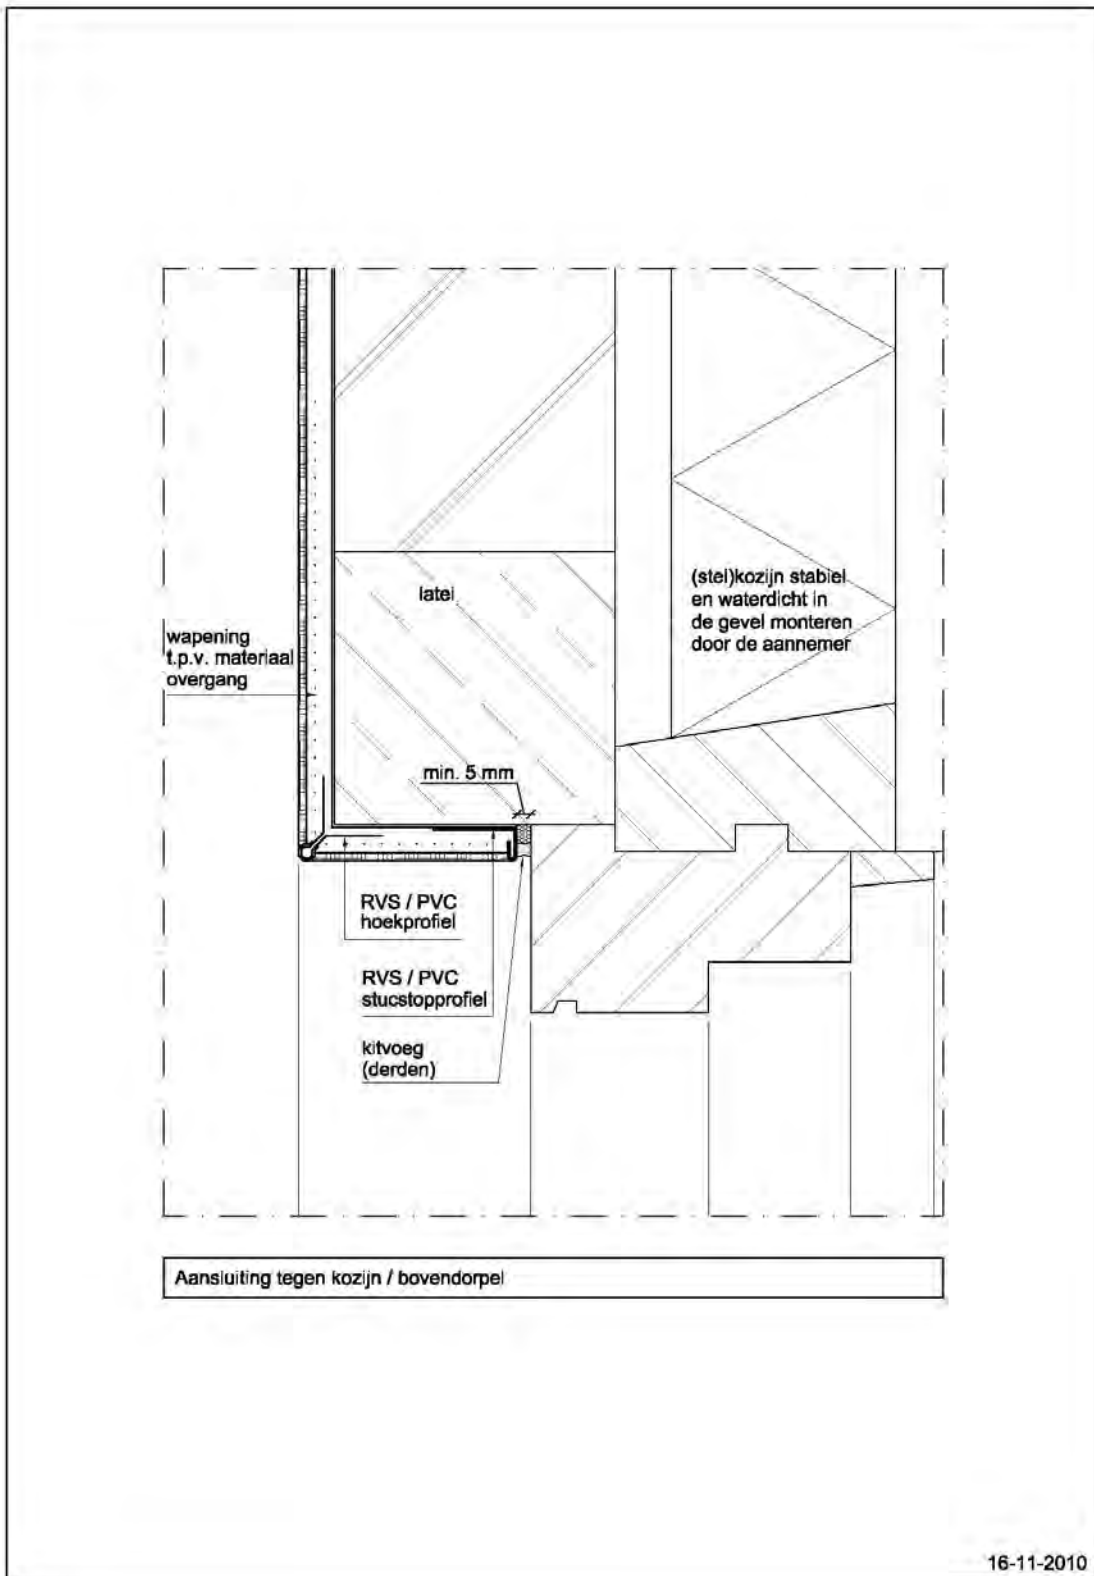 (stel)kozijn stabiel
en waterdicht in
de gevel monteren
door de aannemer
latei
wapening
t.p.v. materiaal
overgang
min. 5 mm
RVS / PVC
hoekprofiel
RVS / PVC
stucstopprofiel
kitvoeg
(derden)
Aansluiting tegen kozijn / bovendorpel
16-11-2010